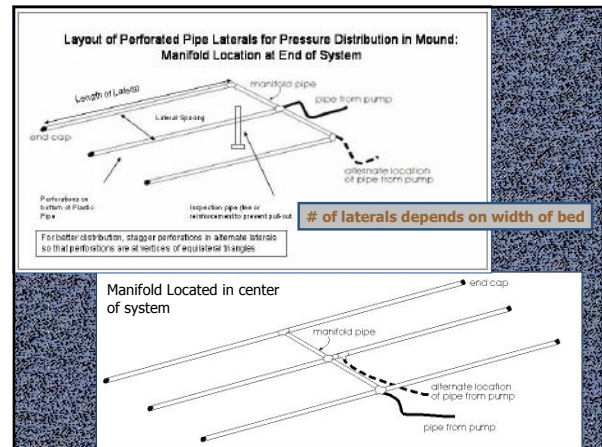 Layout of Perforated Pipe Laterals for Pressure Distribution in Mound:
Manifold Location at End of System
Length of Lateral
manifold pipe
pipe from pump
Lateral Spacing
end cap
alternate location
of pipe from pump
Perforations on
bottom of Plastic
Pipe
Inspection pipe (tee or
reinforcement to prevent pull-out
# of laterals depends on width of bed
For better distribution, stagger perforations in alternate laterals
so that perforations are at vertices of equilateral triangles
Manifold Located in center
of system
end cap
manifold pipe
alternate location
of pipe from pump
pipe from pump